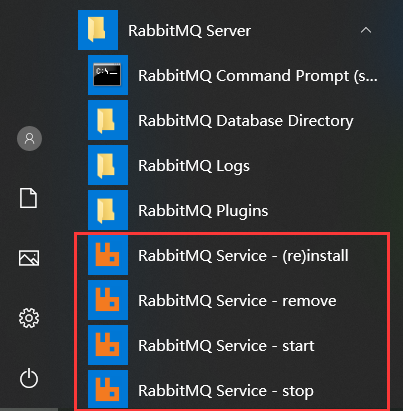 RabbitMQ Server
RabbitMQ Command Prompt (s...
RabbitMQ Database Directory
RabbitMQ Logs
RabbitMQ Plugins
RabbitMQ Service - (re)install
RabbitMQ Service - remove
RabbitMQ Service - start
RabbitMQ Service - stop